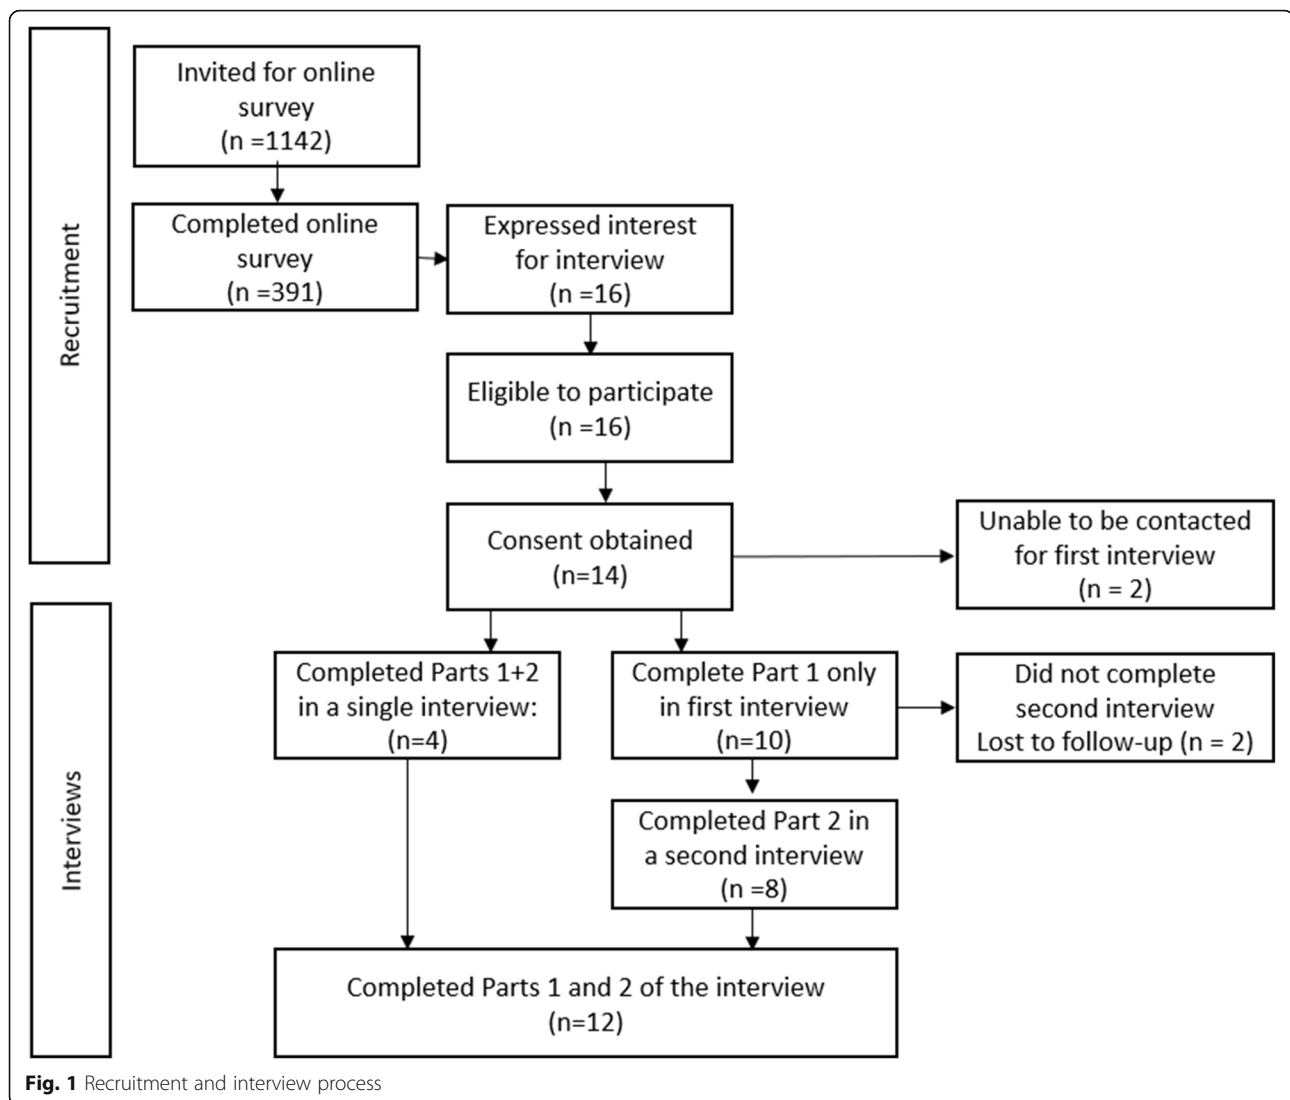 Recruitment
Invited for online
survey
(n =1142)
Completed online
survey
(n =391)
Expressed interest
for interview
(n =16)
Eligible to participate
(n =16)
Consent obtained
(n=14)
Unable to be contacted
for first interview
(n = 2)
Interviews
Completed Parts 1+2
in a single interview:
(n=4)
Complete Part 1 only
in first interview
(n=10)
Did not complete
second interview
Lost to follow-up (n = 2)
Completed Part 2 in
a second interview
(n =8)
Completed Parts 1 and 2 of the interview
(n=12)
Fig. 1 Recruitment and interview process